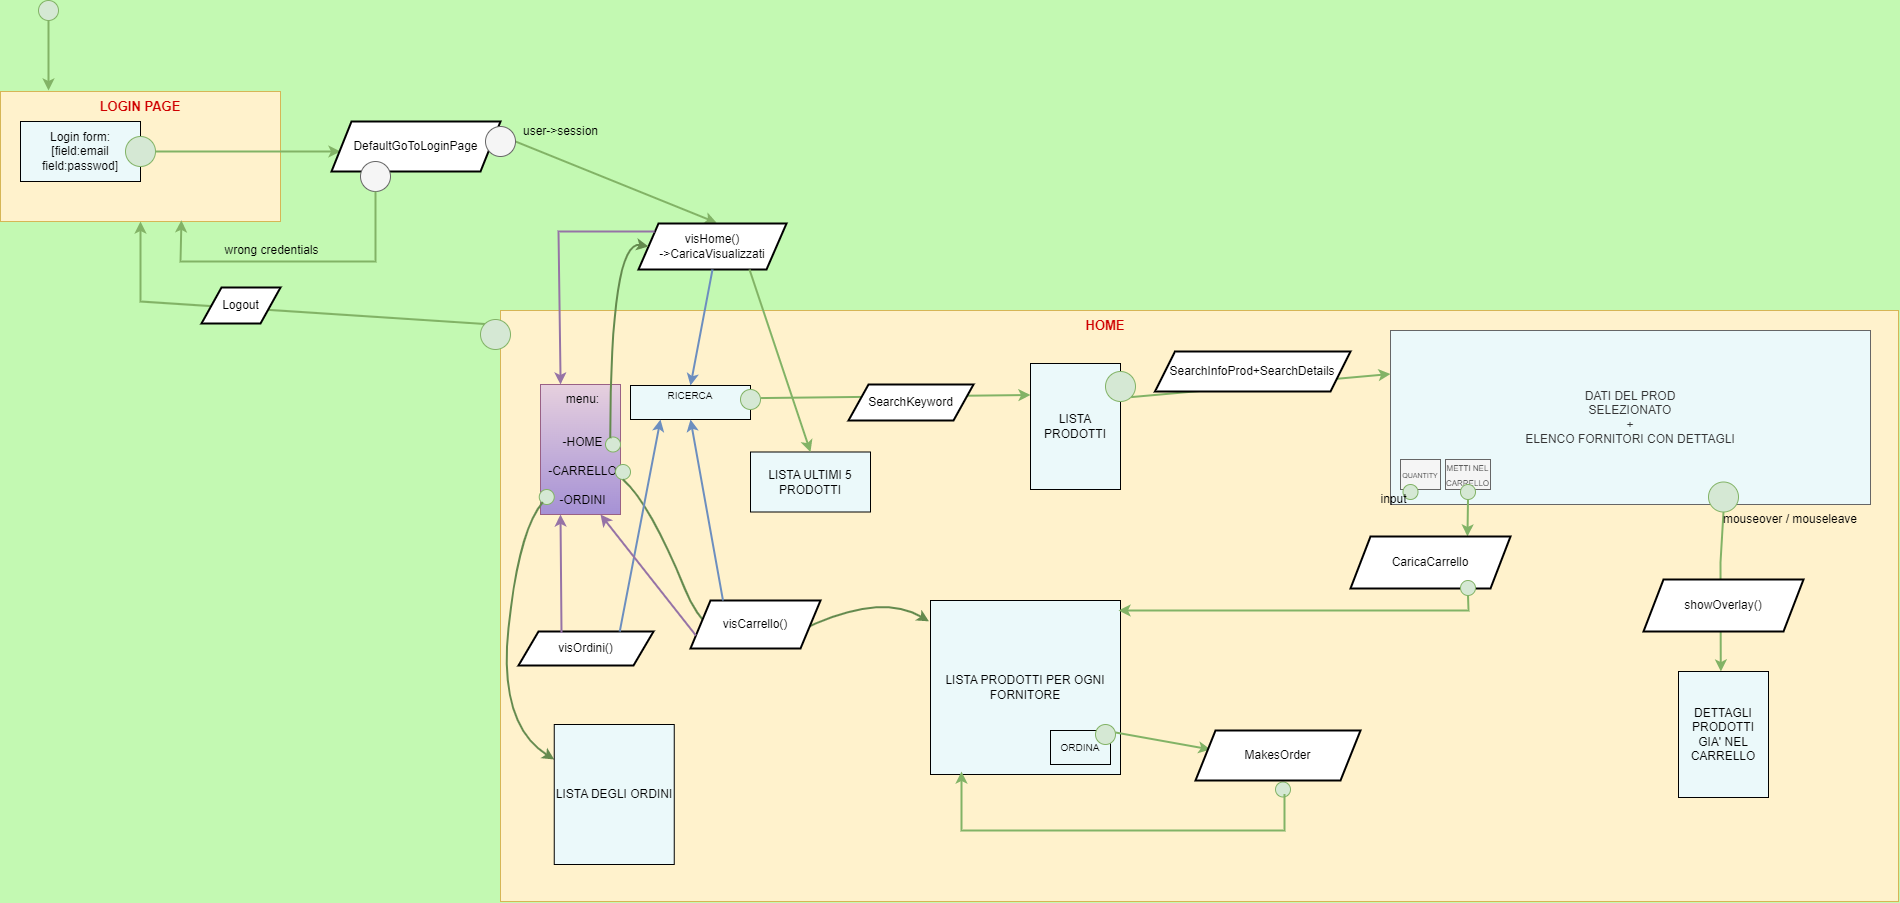 LOGIN PAGE
Login form:
[field:email
field:passwod]
DefaultGoToLoginPage
user->session
wrong credentials
Logout
visHome()
->CaricaVisualizzati
HOME
menu:
-HOME
-CARRELLO
-ORDINI
RICERCA
SearchKeyword
LISTA
PRODOTTI
SearchInfoProd+SearchDetails
DATI DEL PROD
SELEZIONATO
+
ELENCO FORNITORI CON DETTAGLI
QUANTITY
METTI NEL
CARRELLO
input
mouseover / mouseleave
LISTA ULTIMI 5
PRODOTTI
CaricaCarrello
showOverlay()
visOrdini()
visCarrello()
LISTA PRODOTTI PER OGNI
FORNITORE
ORDINA
MakesOrder
DETTAGLI
PRODOTTI
GIA' NEL
CARRELLO
LISTA DEGLI ORDINI